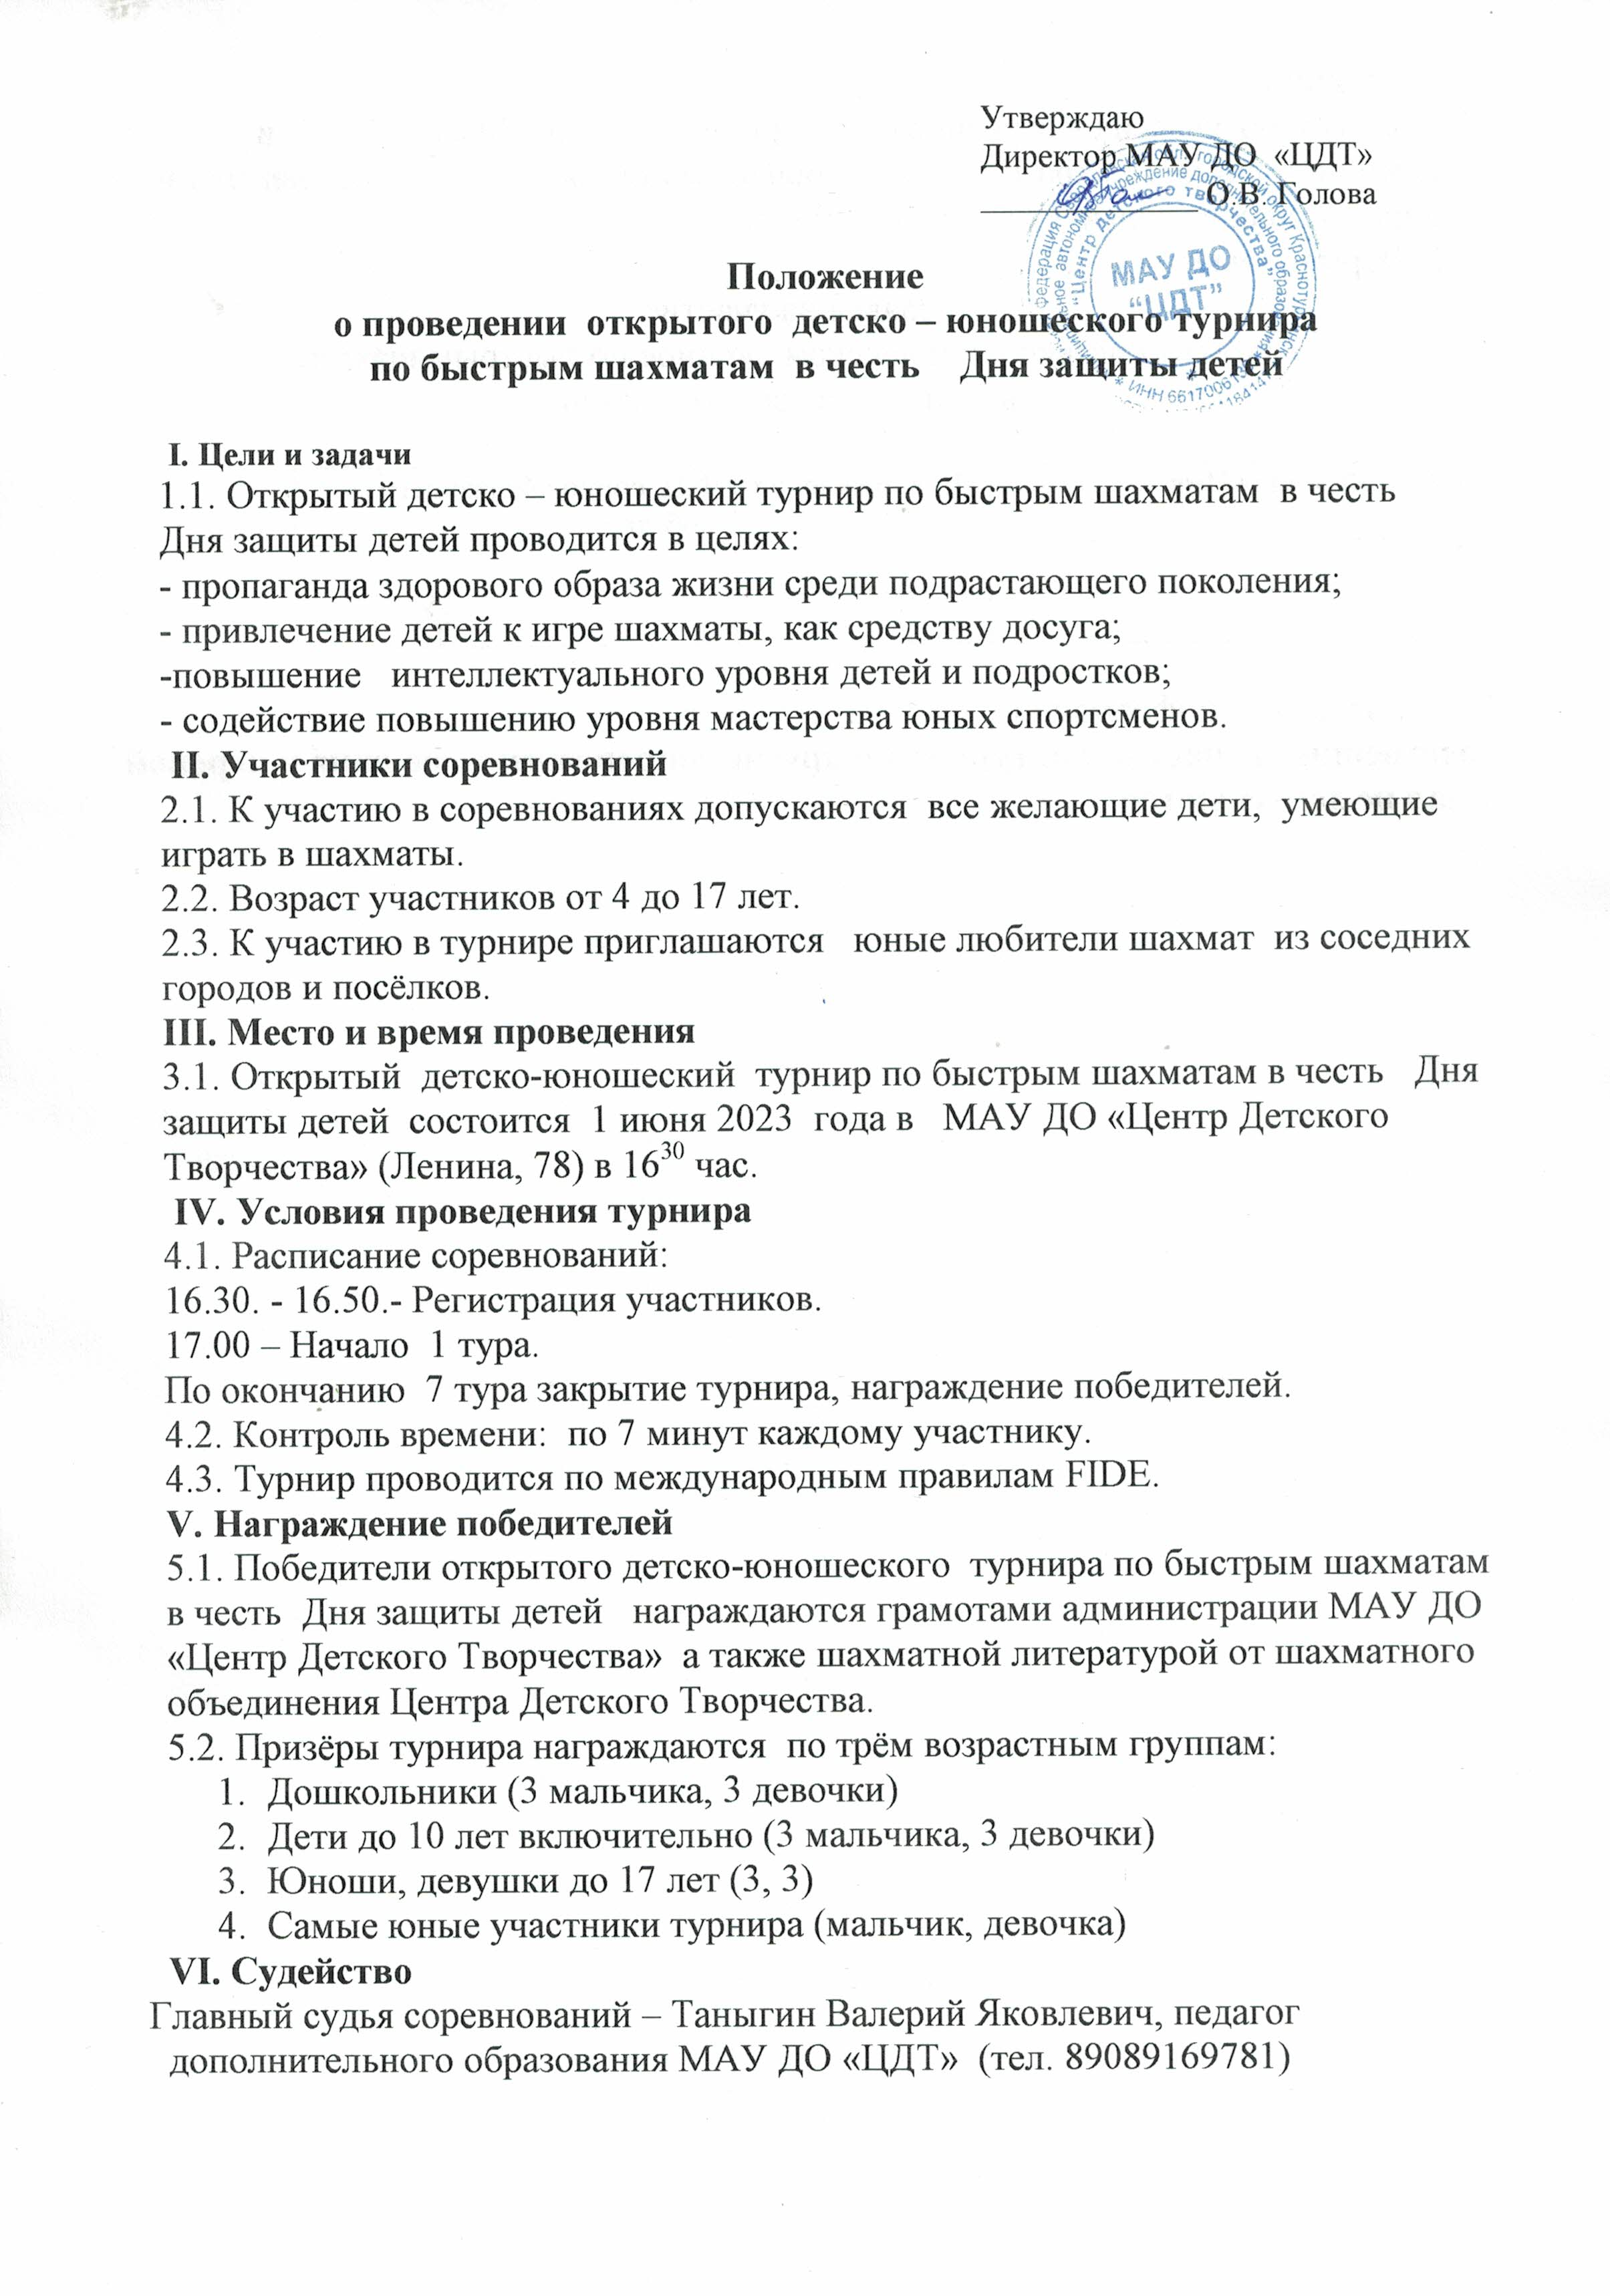 Утверждаю
Директор МАУ ДО «ЦДТ»
_____________ О.В. Голова
МАУ ДО
“ЦДТ”
“Центр детского творчества”
Положение
о проведении открытого детско – юношеского турнира
по быстрым шахматам в честь Дня защиты детей
I. Цели и задачи
1.1. Открытый детско – юношеский турнир по быстрым шахматам в честь
Дня защиты детей проводится в целях:
- пропаганда здорового образа жизни среди подрастающего поколения;
- привлечение детей к игре шахматы, как средству досуга;
-повышение интеллектуального уровня детей и подростков;
- содействие повышению уровня мастерства юных спортсменов.
II. Участники соревнований
2.1. К участию в соревнованиях допускаются все желающие дети, умеющие
играть в шахматы.
2.2. Возраст участников от 4 до 17 лет.
2.3. К участию в турнире приглашаются юные любители шахмат из соседних
городов и посёлков.
III. Место и время проведения
3.1. Открытый детско-юношеский турнир по быстрым шахматам в честь Дня
защиты детей состоится 1 июня 2023 года в МАУ ДО «Центр Детского
Творчества» (Ленина, 78) в 16³⁰ час.
IV. Условия проведения турнира
4.1. Расписание соревнований:
16.30. - 16.50.- Регистрация участников.
17.00 – Начало 1 тура.
По окончанию 7 тура закрытие турнира, награждение победителей.
4.2. Контроль времени: по 7 минут каждому участнику.
4.3. Турнир проводится по международным правилам FIDE.
V. Награждение победителей
5.1. Победители открытого детско-юношеского турнира по быстрым шахматам
в честь Дня защиты детей награждаются грамотами администрации МАУ ДО
«Центр Детского Творчества» а также шахматной литературой от шахматного
объединения Центра Детского Творчества.
5.2. Призёры турнира награждаются по трём возрастным группам:
1. Дошкольники (3 мальчика, 3 девочки)
2. Дети до 10 лет включительно (3 мальчика, 3 девочки)
3. Юноши, девушки до 17 лет (3, 3)
4. Самые юные участники турнира (мальчик, девочка)
VI. Судейство
Главный судья соревнований – Таныгин Валерий Яковлевич, педагог
дополнительного образования МАУ ДО «ЦДТ» (тел. 89089169781)